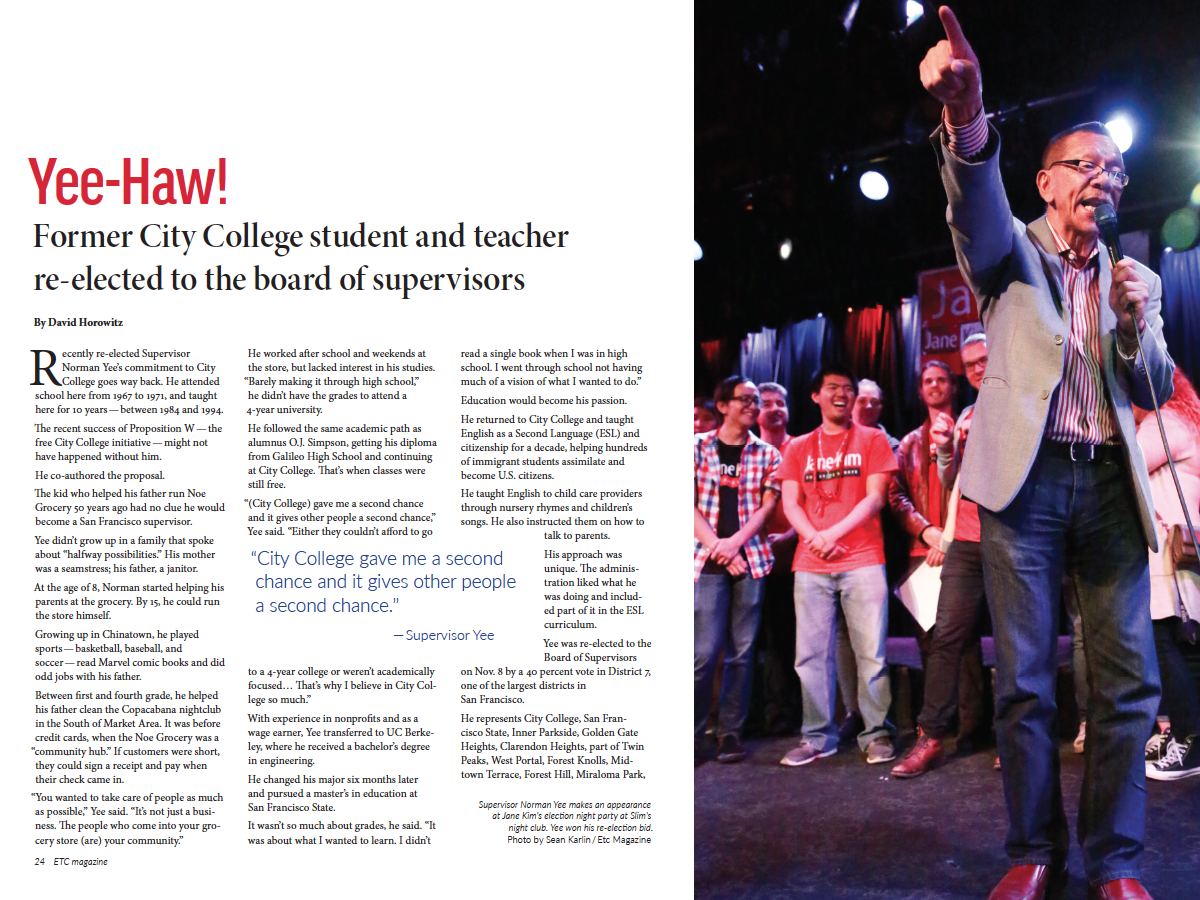 Yee-Haw!
Former City College student and teacher
re-elected to the board of supervisors
By David Horowitz
Recently re-elected Supervisor
Norman Yee’s commitment to City
College goes way back. He attended
school here from 1967 to 1971, and taught
here for 10 years — between 1984 and 1994.
The recent success of Proposition W — the
free City College initiative — might not
have happened without him.
He co-authored the proposal.
The kid who helped his father run Noe
Grocery 50 years ago had no clue he would
become a San Francisco supervisor.
Yee didn’t grow up in a family that spoke
about “halfway possibilities.” His mother
was a seamstress; his father, a janitor.
At the age of 8, Norman started helping his
parents at the grocery. By 15, he could run
the store himself.
Growing up in Chinatown, he played
sports — basketball, baseball, and
soccer — read Marvel comic books and did
odd jobs with his father.
Between first and fourth grade, he helped
his father clean the Copacabana nightclub
in the South of Market Area. It was before
credit cards, when the Noe Grocery was a
“community hub.” If customers were short,
they could sign a receipt and pay when
their check came in.
“You wanted to take care of people as much
as possible,” Yee said. “It’s not just a busi-
ness. The people who come into your gro-
cery store (are) your community.”
He worked after school and weekends at
the store, but lacked interest in his studies.
“Barely making it through high school,”
he didn’t have the grades to attend a
4-year university.
He followed the same academic path as
alumnus O.J. Simpson, getting his diploma
from Galileo High School and continuing
at City College. That’s when classes were
still free.
“(City College) gave me a second chance
and it gives other people a second chance,”
Yee said. “Either they couldn’t afford to go
“City College gave me a second
chance and it gives other people
a second chance.”
— Supervisor Yee
to a 4-year college or weren’t academically
focused… That’s why I believe in City Col-
lege so much.”
With experience in nonprofits and as a
wage earner, Yee transferred to UC Berke-
ley, where he received a bachelor’s degree
in engineering.
He changed his major six months later
and pursued a master’s in education at
San Francisco State.
It wasn’t so much about grades, he said. “It
was about what I wanted to learn. I didn’t
read a single book when I was in high
school. I went through school not having
much of a vision of what I wanted to do.”
Education would become his passion.
He returned to City College and taught
English as a Second Language (ESL) and
citizenship for a decade, helping hundreds
of immigrant students assimilate and
become U.S. citizens.
He taught English to child care providers
through nursery rhymes and children’s
songs. He also instructed them on how to
talk to parents.
His approach was
unique. The adminis-
tration liked what he
was doing and includ-
ed part of it in the ESL
curriculum.
Yee was re-elected to the
Board of Supervisors
on Nov. 8 by a 40 percent vote in District 7,
one of the largest districts in
San Francisco.
He represents City College, San Fran-
cisco State, Inner Parkside, Golden Gate
Heights, Clarendon Heights, part of Twin
Peaks, West Portal, Forest Knolls, Mid-
town Terrace, Forest Hill, Miraloma Park,
Supervisor Norman Yee makes an appearance
at Jane Kim’s election night party at Slim’s
night club. Yee won his re-election bid.
Photo by Sean Karlin / Etc Magazine
24 ETC magazine
Ja
Jane
Jane Kim